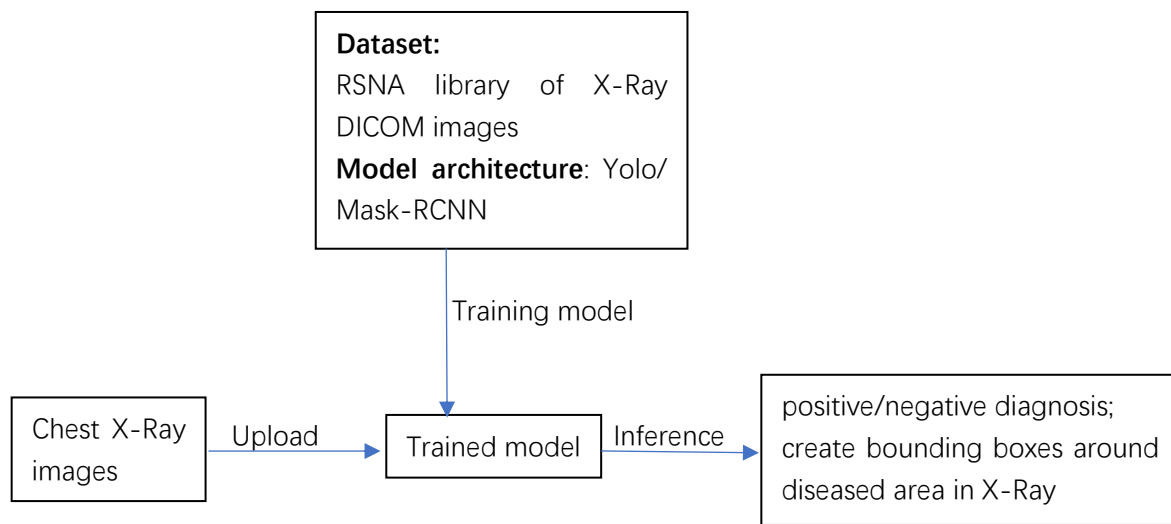 Dataset:
RSNA library of X-Ray
DICOM images
Model architecture: Yolo/
Mask-RCNN
Training model
Chest X-Ray
images
Upload
Trained model
Inference
positive/negative diagnosis;
create bounding boxes around
diseased area in X-Ray